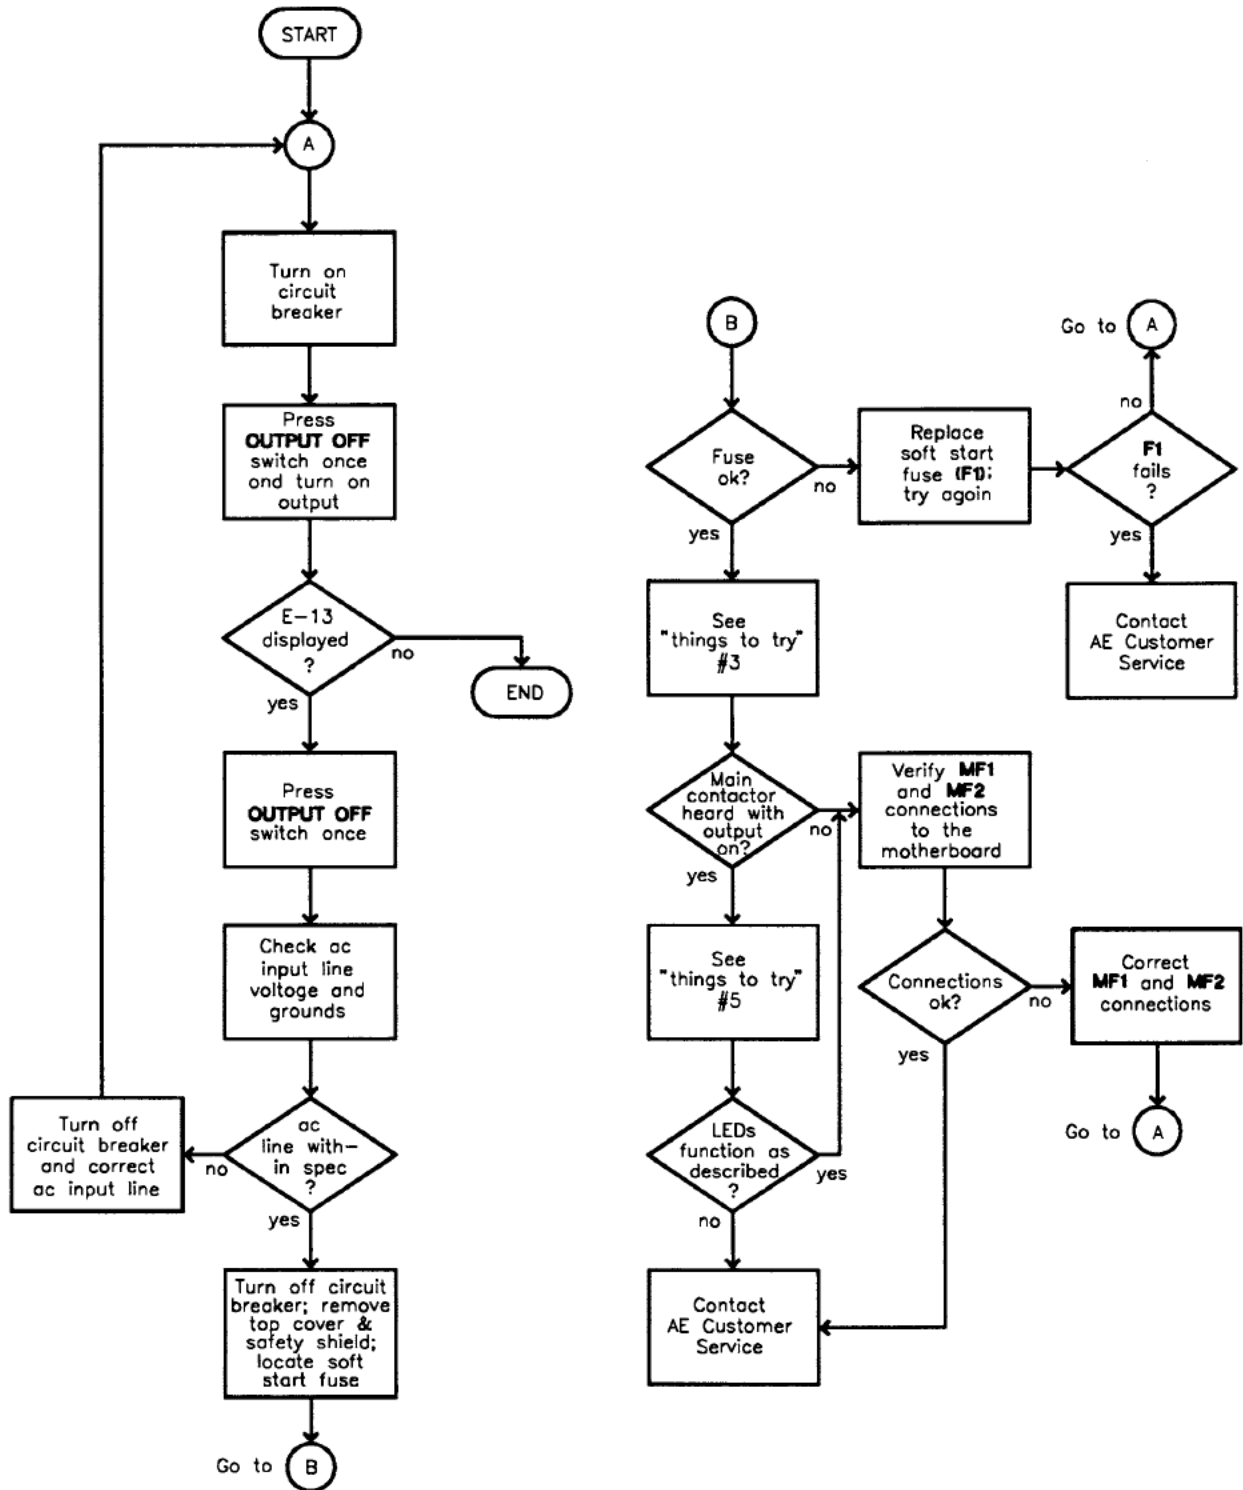 START
A
Turn on
circuit
breaker
Press
OUTPUT OFF
switch once
and turn on
output
E-13
displayed
?
no
END
yes
Press
OUTPUT OFF
switch once
Check ac
input line
voltage and
grounds
ac
line with-
in spec
?
no
Turn off
circuit breaker
and correct
ac input line
yes
Turn off circuit
breaker; remove
top cover &
safety shield;
locate soft
start fuse
Go to B
B
Fuse
ok?
no
Replace
soft start
fuse (F1);
try again
F1
fails
?
no
Go to A
yes
Contact
AE Customer
Service
yes
See
"things to try"
#3
Main
contactor
heard with
output
on?
no
Verify MF1
and MF2
connections
to the
motherboard
yes
See
"things to try"
#5
Connections
ok?
no
Correct
MF1 and MF2
connections
Go to A
yes
LEDs
function as
described
?
yes
no
Contact
AE Customer
Service